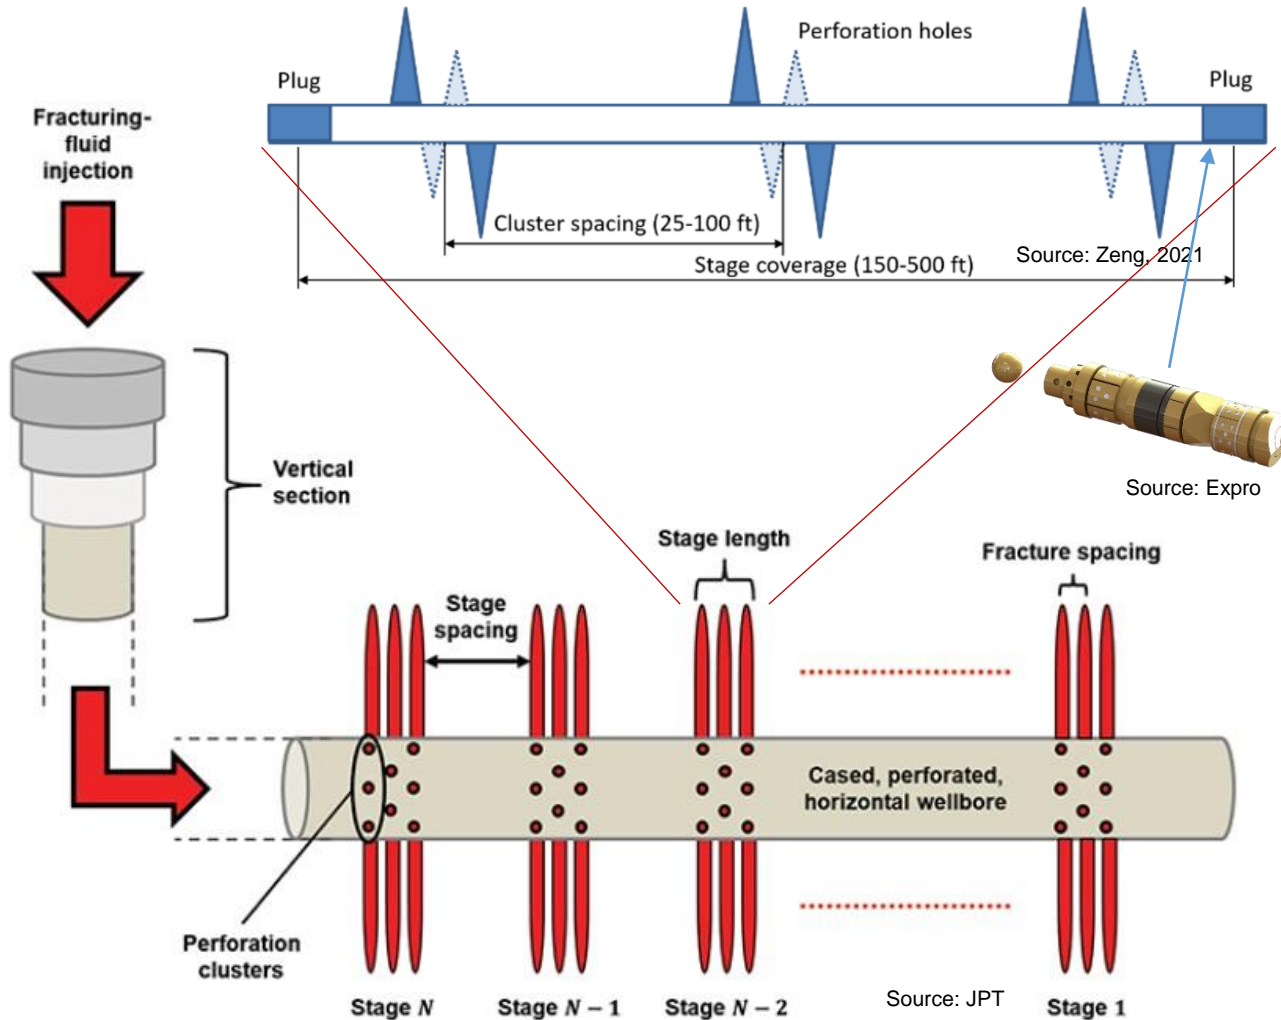 Perforation holes
Plug
Plug
Fracturing-
fluid
injection
Cluster spacing (25-100 ft)
Source: Zeng, 2021
Stage coverage (150-500 ft)
Source: Expro
Vertical
section
Stage length
Fracture spacing
Stage
spacing
Cased, perforated,
horizontal wellbore
Perforation
clusters
Stage N
Stage N − 1
Stage N − 2
Source: JPT
Stage 1